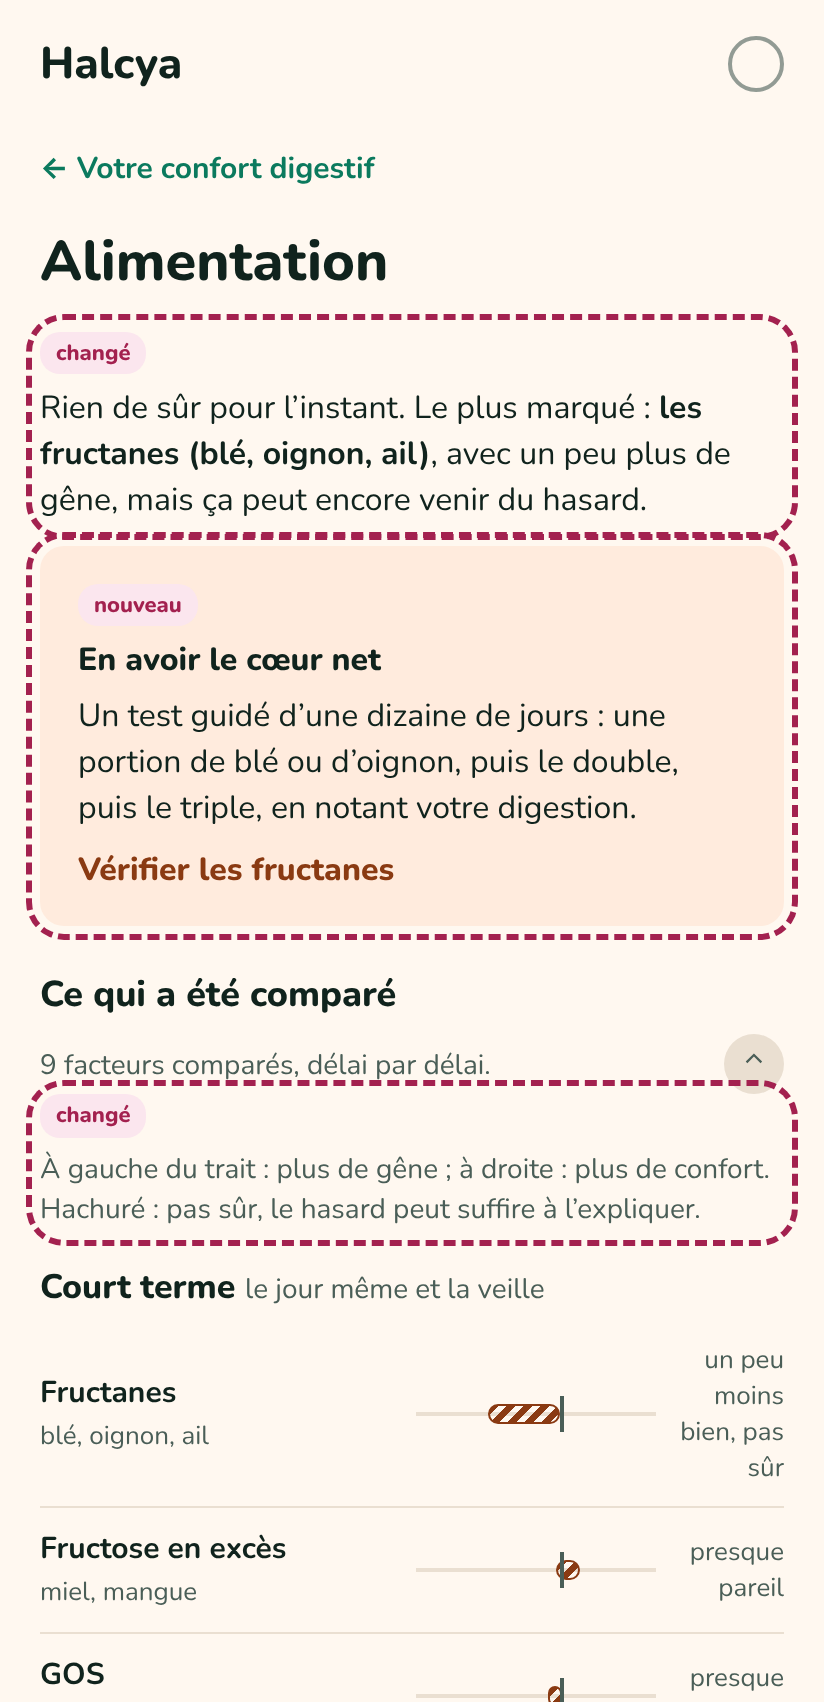 Halcya
← Votre confort digestif
Alimentation
changé
Rien de sûr pour l’instant. Le plus marqué : les
fructanes (blé, oignon, ail), avec un peu plus de
gêne, mais ça peut encore venir du hasard.
nouveau
En avoir le cœur net
Un test guidé d’une dizaine de jours : une
portion de blé ou d’oignon, puis le double,
puis le triple, en notant votre digestion.
Vérifier les fructanes
Ce qui a été comparé
9 facteurs comparés, délai par délai.
changé
À gauche du trait : plus de gêne ; à droite : plus de confort.
Hachuré : pas sûr, le hasard peut suffire à l’expliquer.
Court terme le jour même et la veille
Fructanes
blé, oignon, ail
un peu
moins
bien, pas
sûr
Fructose en excès
miel, mangue
presque
pareil
GOS
presque